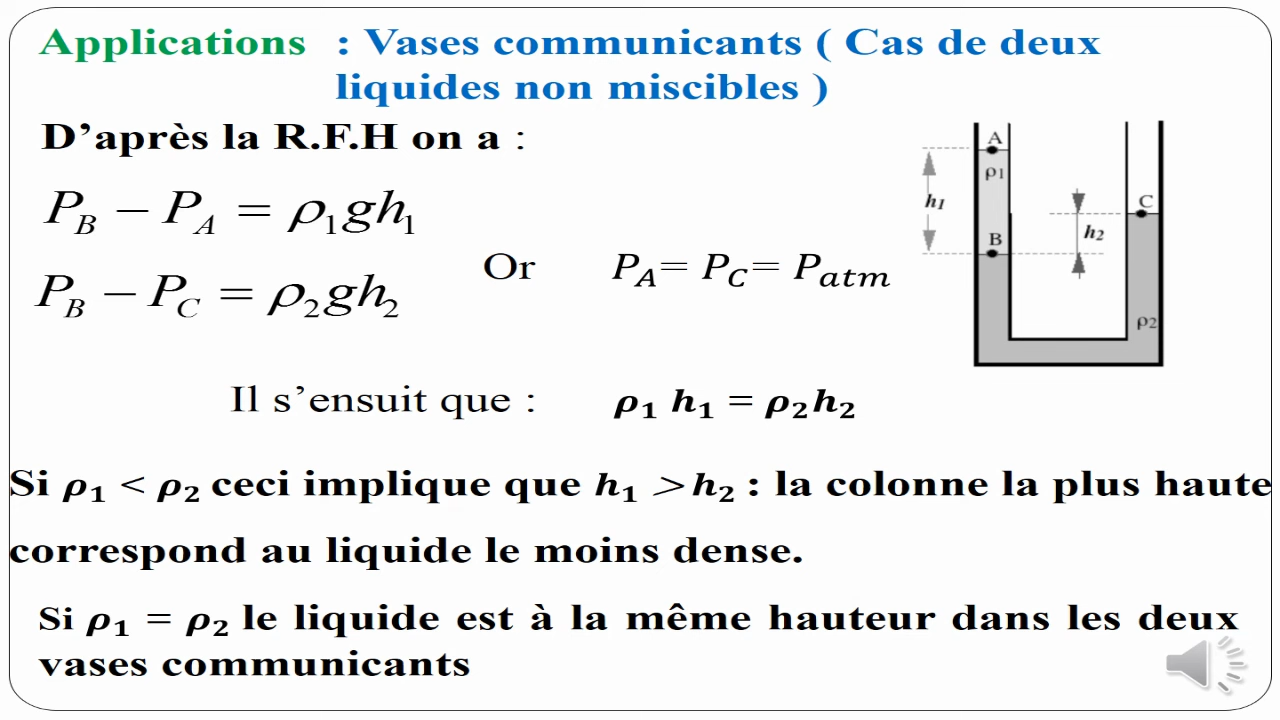 Applications : Vases communicants ( Cas de deux
liquides non miscibles )
D’après la R.F.H on a :
P_B − P_A = ρ₁gh₁
P_B − P_C = ρ₂gh₂
Or P_A= P_C= P_atm
A
ρ1
h1
B
C
h2
ρ2
Il s’ensuit que : ρ₁ h₁ = ρ₂h₂
Si ρ₁ < ρ₂ ceci implique que h₁ >h₂ : la colonne la plus haute
correspond au liquide le moins dense.
Si ρ₁ = ρ₂ le liquide est à la même hauteur dans les deux
vases communicants